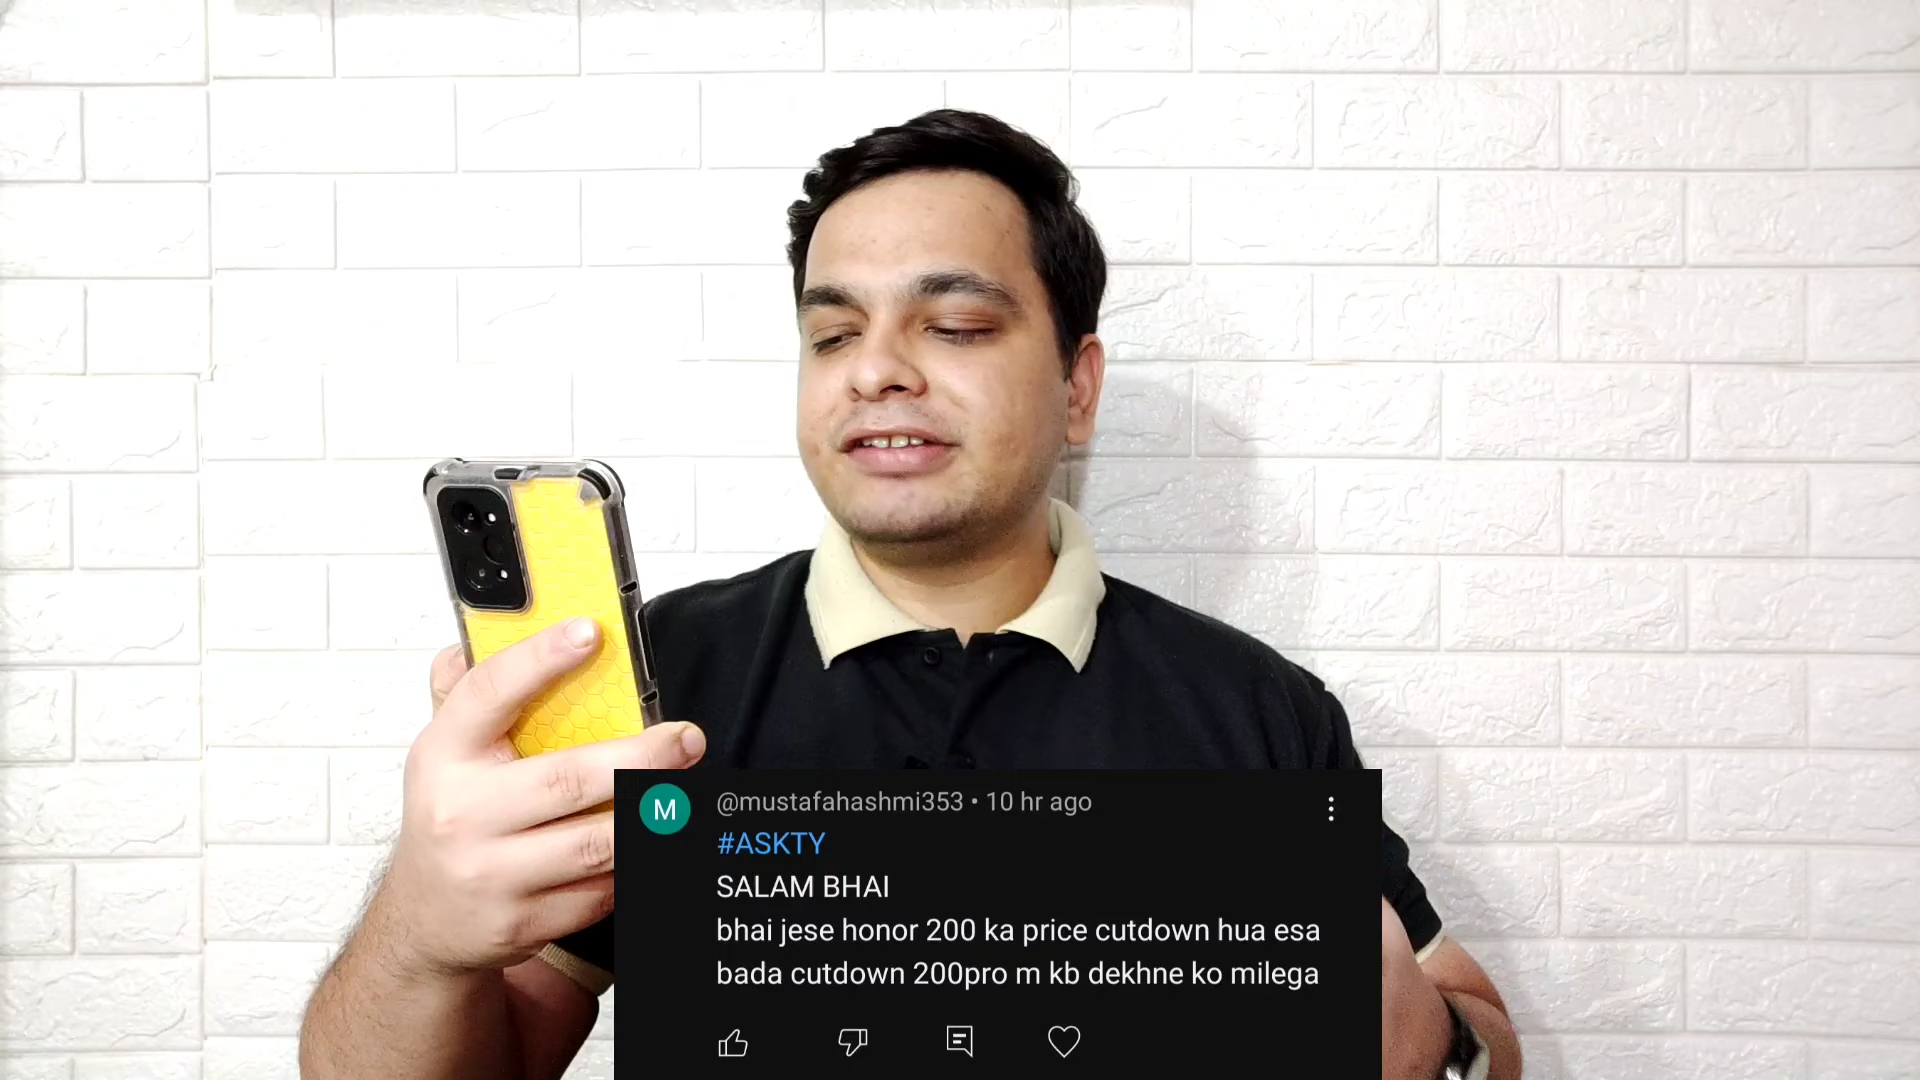 M
@mustafahashmi353 • 10 hr ago
#ASKTY
SALAM BHAI
bhai jese honor 200 ka price cutdown hua esa
bada cutdown 200pro m kb dekhne ko milega